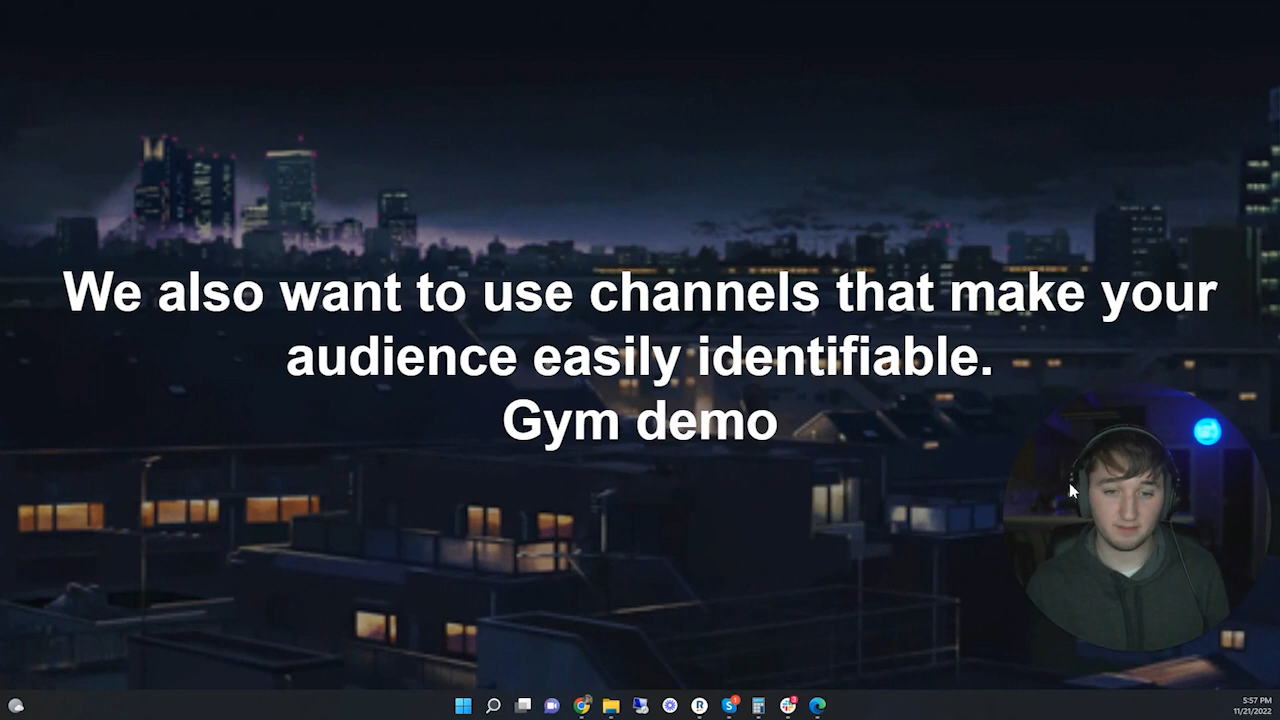 We also want to use channels that make your
audience easily identifiable.
Gym demo
5:57 PM
11/21/2022